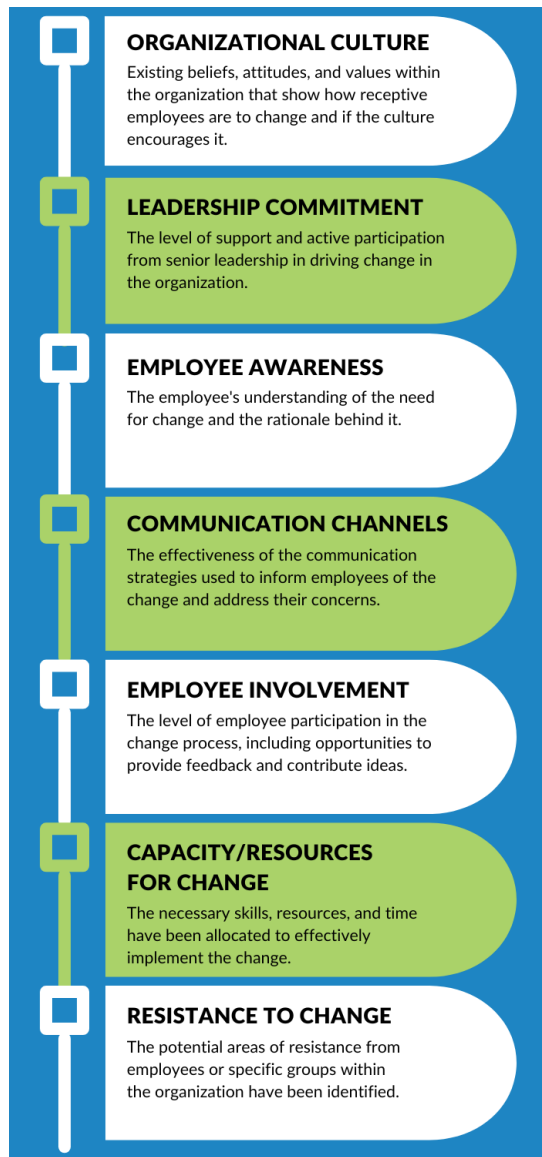 ORGANIZATIONAL CULTURE
Existing beliefs, attitudes, and values within
the organization that show how receptive
employees are to change and if the culture
encourages it.
LEADERSHIP COMMITMENT
The level of support and active participation
from senior leadership in driving change in
the organization.
EMPLOYEE AWARENESS
The employee's understanding of the need
for change and the rationale behind it.
COMMUNICATION CHANNELS
The effectiveness of the communication
strategies used to inform employees of the
change and address their concerns.
EMPLOYEE INVOLVEMENT
The level of employee participation in the
change process, including opportunities to
provide feedback and contribute ideas.
CAPACITY/RESOURCES
FOR CHANGE
The necessary skills, resources, and time
have been allocated to effectively
implement the change.
RESISTANCE TO CHANGE
The potential areas of resistance from
employees or specific groups within
the organization have been identified.